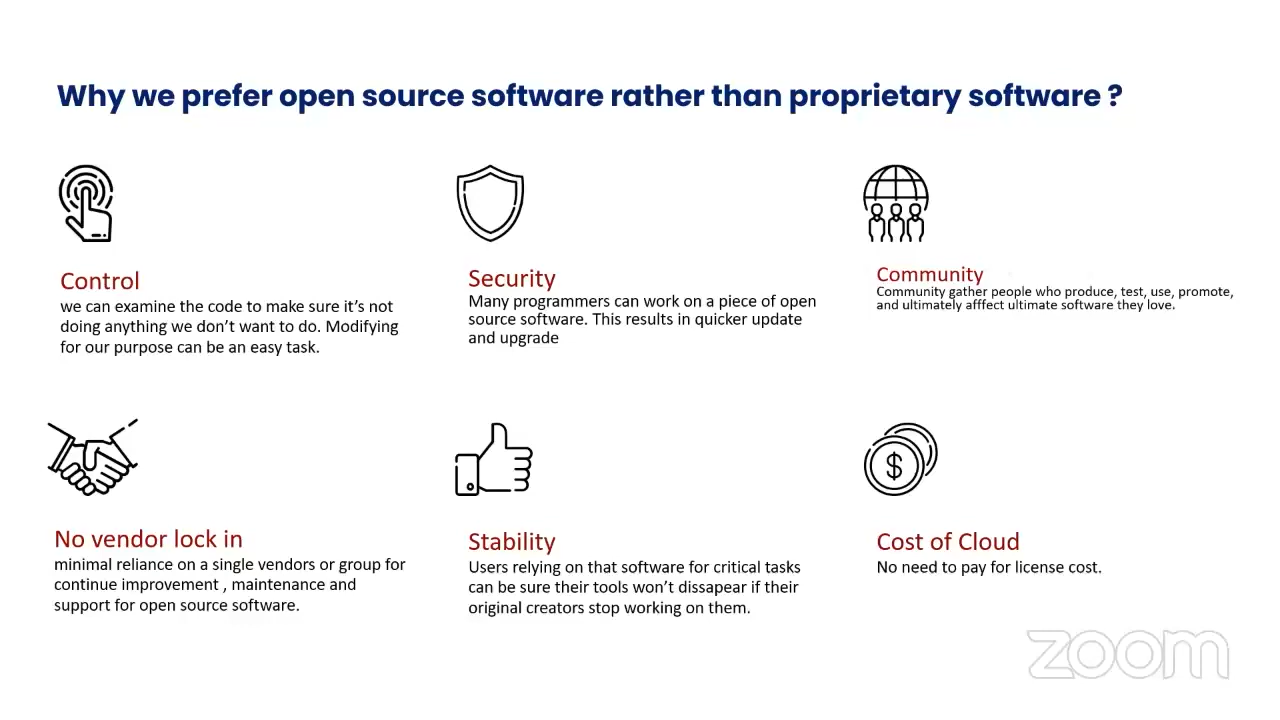 Why we prefer open source software rather than proprietary software ?
Control
we can examine the code to make sure it's not
doing anything we don't want to do. Modifying
for our purpose can be an easy task.
Security
Many programmers can work on a piece of open
source software. This results in quicker update
and upgrade
Community
Community gather people who produce, test, use, promote,
and ultimately afffect ultimate software they love.
No vendor lock in
minimal reliance on a single vendors or group for
continue improvement , maintenance and
support for open source software.
Stability
Users relying on that software for critical tasks
can be sure their tools won't dissapear if their
original creators stop working on them.
$
Cost of Cloud
No need to pay for license cost.
zoom